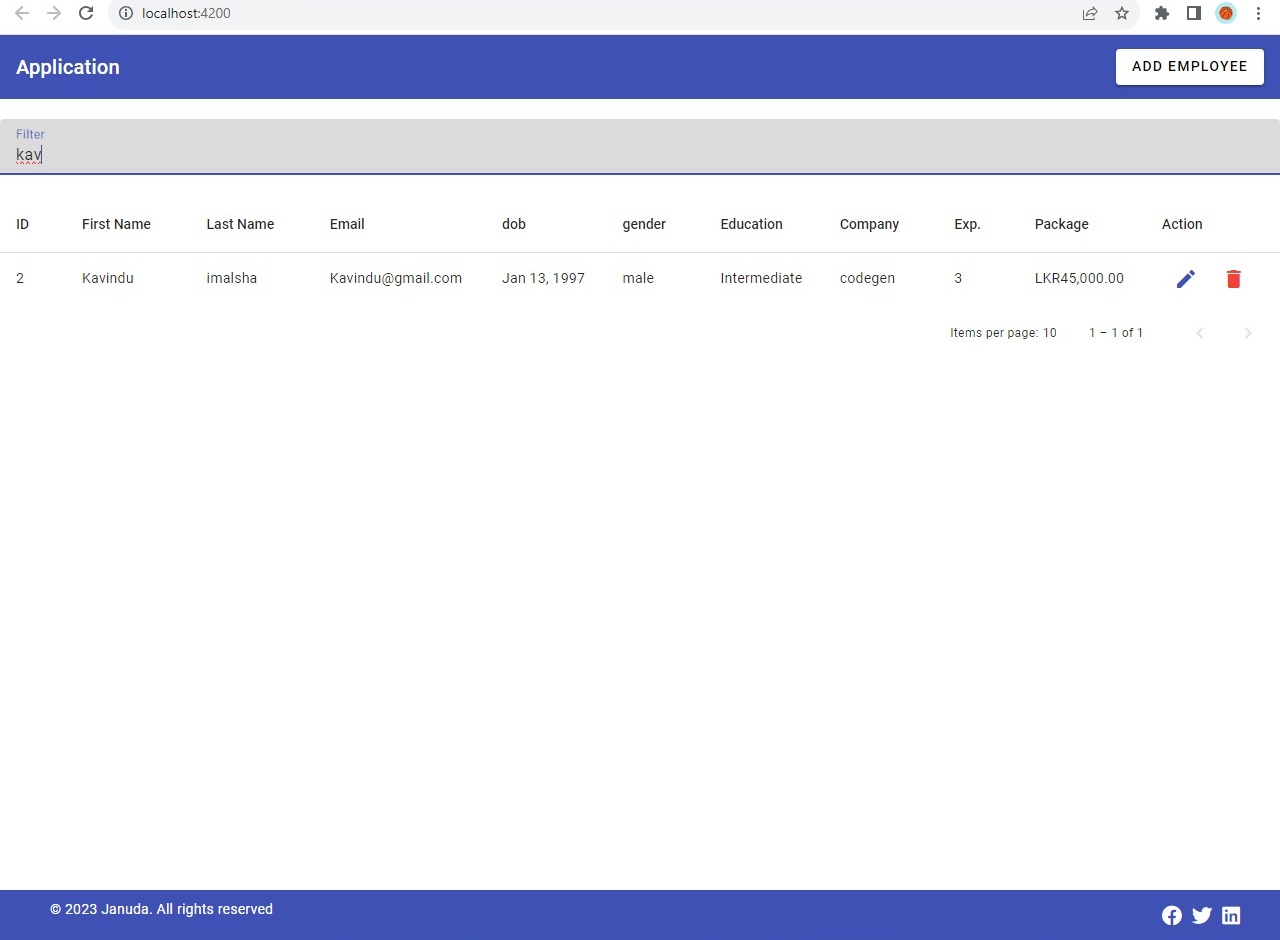 localhost:4200
Application
ADD EMPLOYEE
Filter
kav
ID First Name Last Name Email dob gender Education Company Exp. Package Action
2 Kavindu imalsha Kavindu@gmail.com Jan 13, 1997 male Intermediate codegen 3 LKR45,000.00
Items per page: 10 1 – 1 of 1
© 2023 Januda. All rights reserved